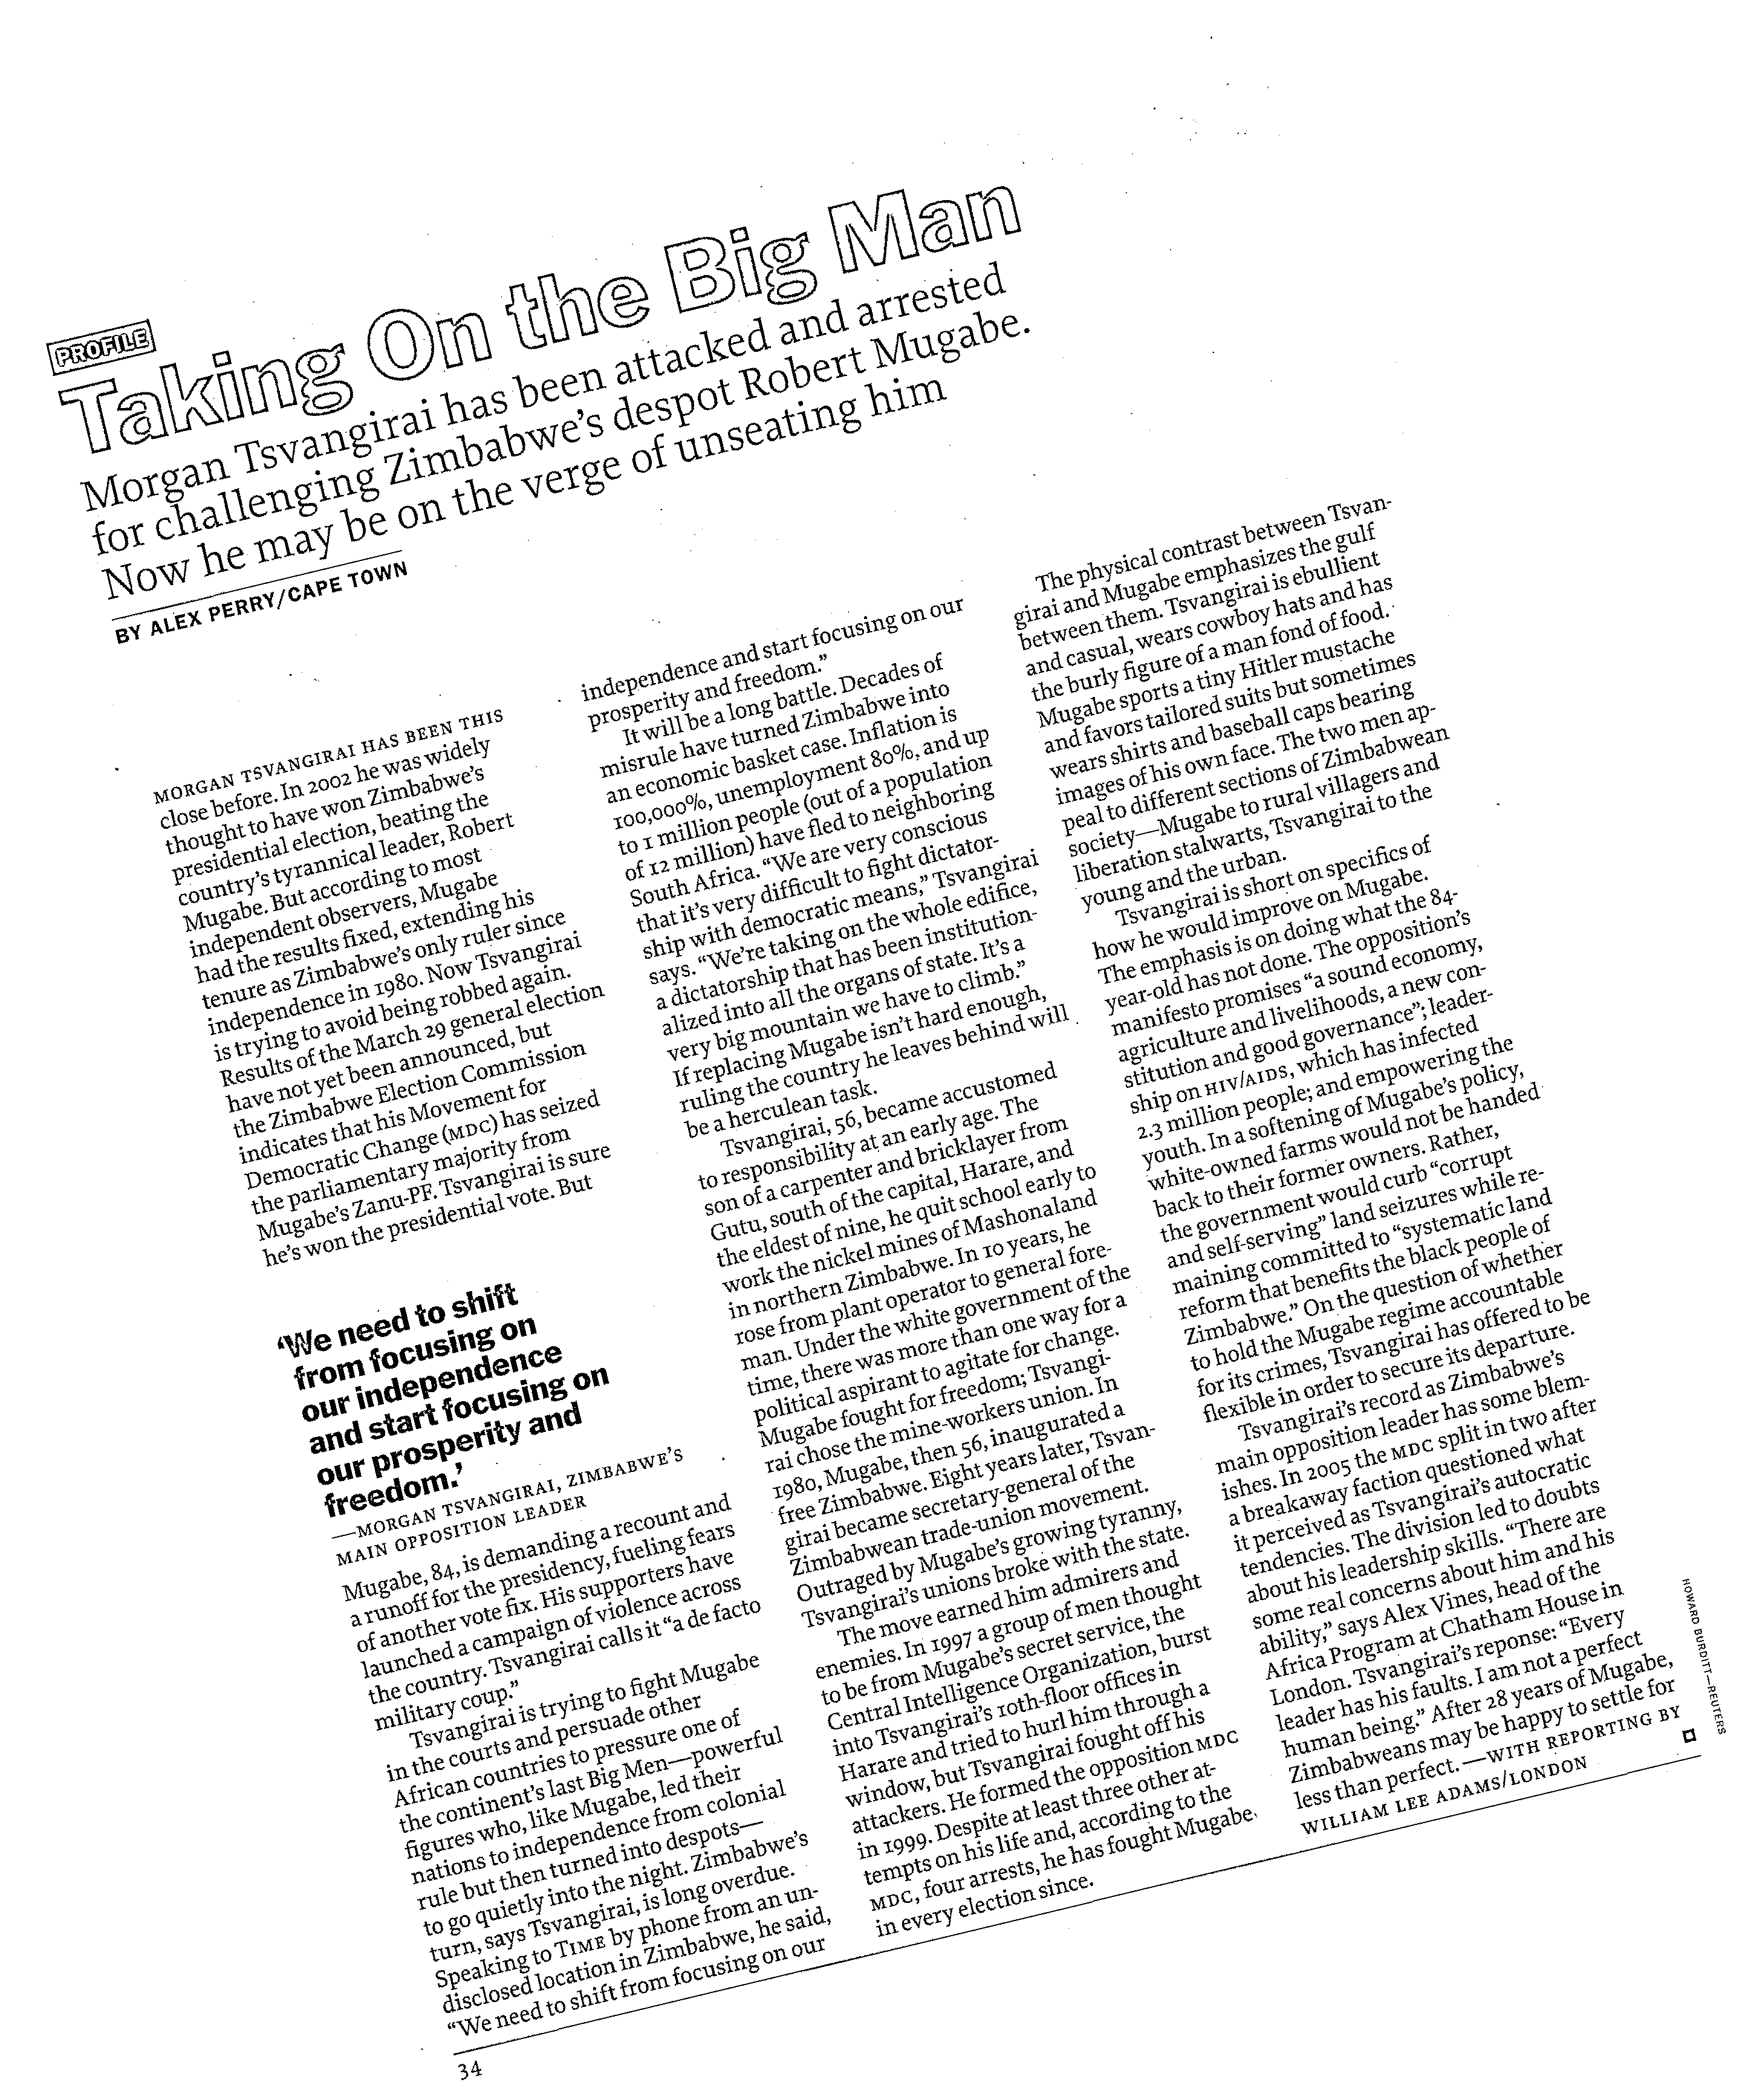 PROFILE
Taking On the Big Man
Morgan Tsvangirai has been attacked and arrested
for challenging Zimbabwe's despot Robert Mugabe.
Now he may be on the verge of unseating him
BY ALEX PERRY/CAPE TOWN
MORGAN TSVANGIRAI HAS BEEN THIS
close before. In 2002 he was widely
thought to have won Zimbabwe's
presidential election, beating the
country's tyrannical leader, Robert
Mugabe. But according to most
independent observers, Mugabe
had the results fixed, extending his
tenure as Zimbabwe's only ruler since
independence in 1980. Now Tsvangirai
is trying to avoid being robbed again.
Results of the March 29 general election
have not yet been announced, but
the Zimbabwe Election Commission
indicates that his Movement for
Democratic Change (MDC) has seized
the parliamentary majority from
Mugabe's Zanu-PF. Tsvangirai is sure
he's won the presidential vote. But
'We need to shift
from focusing on
our independence
and start focusing on
our prosperity and
freedom.'
—MORGAN TSVANGIRAI, ZIMBABWE'S
MAIN OPPOSITION LEADER
Mugabe, 84, is demanding a recount and
a runoff for the presidency, fueling fears
of another vote fix. His supporters have
launched a campaign of violence across
the country. Tsvangirai calls it "a de facto
military coup."
Tsvangirai is trying to fight Mugabe
in the courts and persuade other
African countries to pressure one of
the continent's last Big Men—powerful
figures who, like Mugabe, led their
nations to independence from colonial
rule but then turned into despots—
to go quietly into the night. Zimbabwe's
turn, says Tsvangirai, is long overdue.
Speaking to TIME by phone from an un-
disclosed location in Zimbabwe, he said,
"We need to shift from focusing on our
independence and start focusing on our
prosperity and freedom."
It will be a long battle. Decades of
misrule have turned Zimbabwe into
an economic basket case. Inflation is
100,000%, unemployment 80%, and up
to 1 million people (out of a population
of 12 million) have fled to neighboring
South Africa. "We are very conscious
that it's very difficult to fight dictator-
ship with democratic means," Tsvangirai
says. "We're taking on the whole edifice,
a dictatorship that has been institution-
alized into all the organs of state. It's a
very big mountain we have to climb."
If replacing Mugabe isn't hard enough,
ruling the country he leaves behind will
be a herculean task.
Tsvangirai, 56, became accustomed
to responsibility at an early age. The
son of a carpenter and bricklayer from
Gutu, south of the capital, Harare, and
the eldest of nine, he quit school early to
work the nickel mines of Mashonaland
in northern Zimbabwe. In 10 years, he
rose from plant operator to general fore-
man. Under the white government of the
time, there was more than one way for a
political aspirant to agitate for change.
Mugabe fought for freedom; Tsvangi-
rai chose the mine-workers union. In
1980, Mugabe, then 56, inaugurated a
free Zimbabwe. Eight years later, Tsvan-
girai became secretary-general of the
Zimbabwean trade-union movement.
Outraged by Mugabe's growing tyranny,
Tsvangirai's unions broke with the state.
The move earned him admirers and
enemies. In 1997 a group of men thought
to be from Mugabe's secret service, the
Central Intelligence Organization, burst
into Tsvangirai's 10th-floor offices in
Harare and tried to hurl him through a
window, but Tsvangirai fought off his
attackers. He formed the opposition MDC
in 1999. Despite at least three other at-
tempts on his life and, according to the
MDC, four arrests, he has fought Mugabe
in every election since.
The physical contrast between Tsvan-
girai and Mugabe emphasizes the gulf
between them. Tsvangirai is ebullient
and casual, wears cowboy hats and has
the burly figure of a man fond of food.
Mugabe sports a tiny Hitler mustache
and favors tailored suits but sometimes
wears shirts and baseball caps bearing
images of his own face. The two men ap-
peal to different sections of Zimbabwean
society—Mugabe to rural villagers and
liberation stalwarts, Tsvangirai to the
young and the urban.
Tsvangirai is short on specifics of
how he would improve on Mugabe.
The emphasis is on doing what the 84-
year-old has not done. The opposition's
manifesto promises "a sound economy,
agriculture and livelihoods, a new con-
stitution and good governance"; leader-
ship on HIV/AIDS, which has infected
2.3 million people; and empowering the
youth. In a softening of Mugabe's policy,
white-owned farms would not be handed
back to their former owners. Rather,
the government would curb "corrupt
and self-serving" land seizures while re-
maining committed to "systematic land
reform that benefits the black people of
Zimbabwe." On the question of whether
to hold the Mugabe regime accountable
for its crimes, Tsvangirai has offered to be
flexible in order to secure its departure.
Tsvangirai's record as Zimbabwe's
main opposition leader has some blem-
ishes. In 2005 the MDC split in two after
a breakaway faction questioned what
it perceived as Tsvangirai's autocratic
tendencies. The division led to doubts
about his leadership skills. "There are
some real concerns about him and his
ability," says Alex Vines, head of the
Africa Program at Chatham House in
London. Tsvangirai's reponse: "Every
leader has his faults. I am not a perfect
human being." After 28 years of Mugabe,
Zimbabweans may be happy to settle for
less than perfect. —WITH REPORTING BY
WILLIAM LEE ADAMS/LONDON
HOWARD BURDITT—REUTERS
34